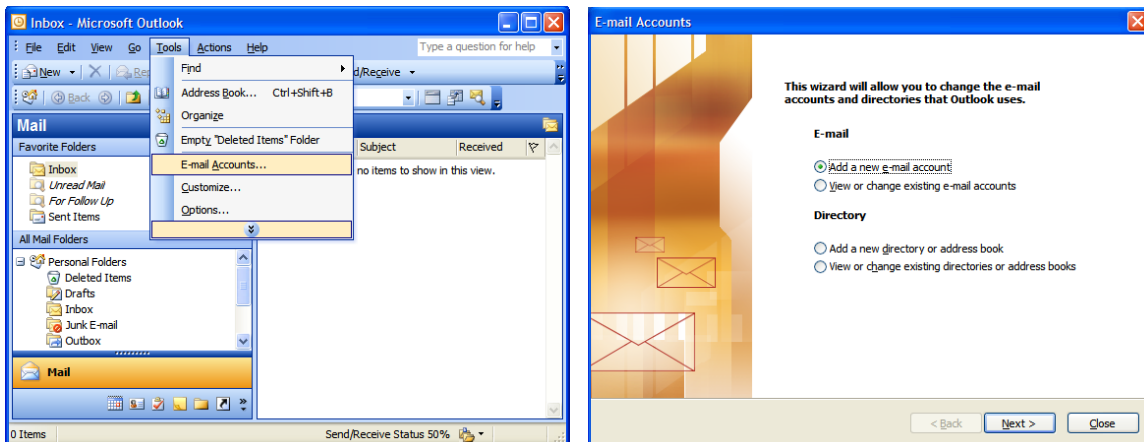 Inbox - Microsoft Outlook
File Edit View Go Tools Actions Help Type a question for help
New d/Receive
Back
Find
Address Book... Ctrl+Shift+B
Organize
Empty "Deleted Items" Folder
E-mail Accounts...
Customize...
Options...
Mail
Favorite Folders
Inbox
Unread Mail
For Follow Up
Sent Items
Subject Received
no items to show in this view.
All Mail Folders
Personal Folders
Deleted Items
Drafts
Inbox
Junk E-mail
Outbox
Mail
0 Items Send/Receive Status 50%
E-mail Accounts
This wizard will allow you to change the e-mail
accounts and directories that Outlook uses.
E-mail
Add a new e-mail account
View or change existing e-mail accounts
Directory
Add a new directory or address book
View or change existing directories or address books
< Back Next > Close